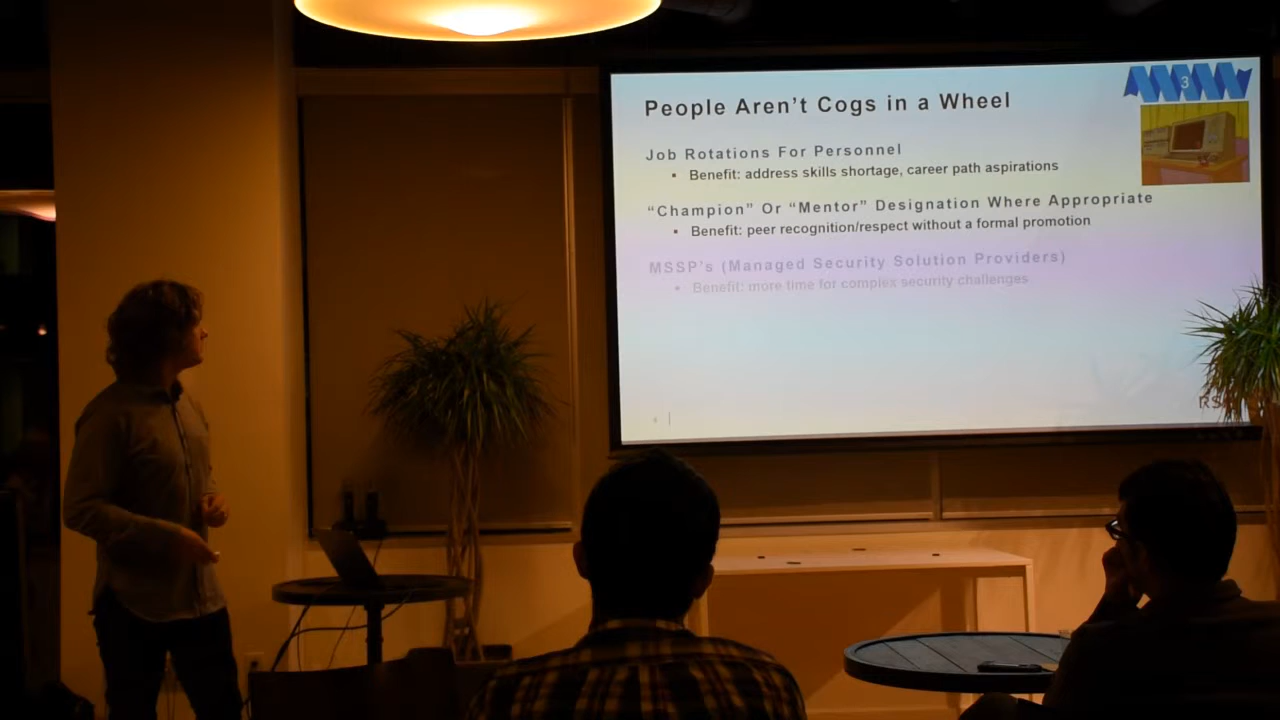 People Aren't Cogs in a Wheel
3
Job Rotations For Personnel
• Benefit: address skills shortage, career path aspirations
“Champion” Or “Mentor” Designation Where Appropriate
• Benefit: peer recognition/respect without a formal promotion
MSSP's (Managed Security Solution Providers)
• Benefit: more time for complex security challenges